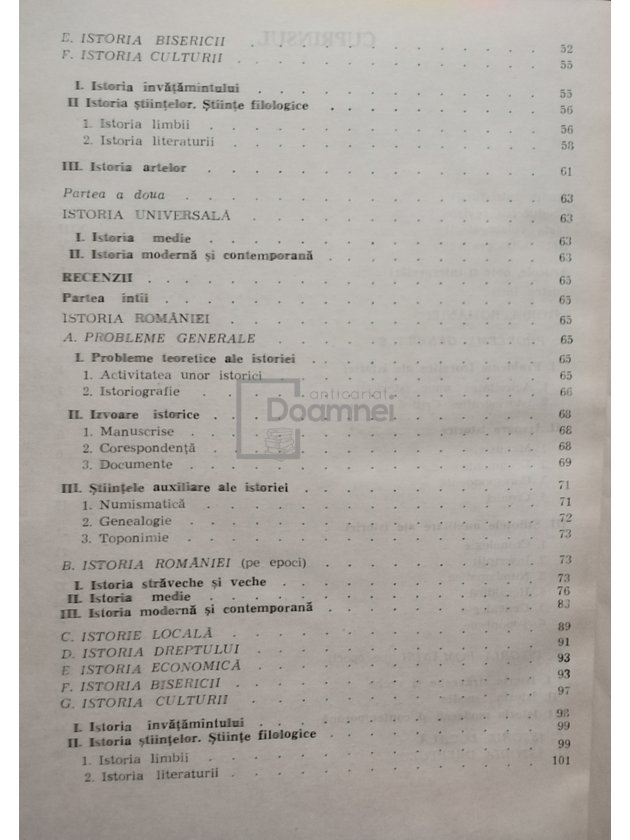 E. ISTORIA BISERICII . . . . . . . . . . 52
F. ISTORIA CULTURII . . . . . . . . . . 55
I. Istoria învăţămîntului . . . . . . . . . . 55
II Istoria ştiinţelor. Ştiinţe filologice . . . . . . . 56
1. Istoria limbii . . . . . . . . . . 56
2. Istoria literaturii . . . . . . . . . . 58
III. Istoria artelor . . . . . . . . . . 61
Partea a doua . . . . . . . . . . 63
ISTORIA UNIVERSALĂ . . . . . . . . . . 63
I. Istoria medie . . . . . . . . . . 63
II. Istoria modernă şi contemporană . . . . . . . 63
RECENZII . . . . . . . . . . 65
Partea întîi . . . . . . . . . . 65
ISTORIA ROMÂNIEI . . . . . . . . . . 65
A. PROBLEME GENERALE . . . . . . . . . . 65
I. Probleme teoretice ale istoriei . . . . . . . 65
1. Activitatea unor istorici . . . . . . . 65
2. Istoriografie . . . . . . . . . . 66
anticariat
Doamnei
II. Izvoare istorice . . . . . . . . . . 68
1. Manuscrise . . . . . . . . . . 68
2. Corespondenţă . . . . . . . . . . 68
3. Documente . . . . . . . . . . 69
III. Ştiinţele auxiliare ale istoriei . . . . . . . 71
1. Numismatică . . . . . . . . . . 71
2. Genealogie . . . . . . . . . . 72
3. Toponimie . . . . . . . . . . 73
B. ISTORIA ROMÂNIEI (pe epoci) . . . . . . . 73
I. Istoria străveche şi veche . . . . . . . 73
II. Istoria medie . . . . . . . . . . 76
III. Istoria modernă şi contemporană . . . . . . . 83
C. ISTORIE LOCALĂ . . . . . . . . . . 89
D. ISTORIA DREPTULUI . . . . . . . . . . 91
E ISTORIA ECONOMICĂ . . . . . . . . . . 93
F. ISTORIA BISERICII . . . . . . . . . . 93
G. ISTORIA CULTURII . . . . . . . . . . 97
I. Istoria învăţămîntului . . . . . . . . . . 98
II. Istoria ştiinţelor. Ştiinţe filologice . . . . . . . 99
1. Istoria limbii . . . . . . . . . . 99
2. Istoria literaturii . . . . . . . . . . 101